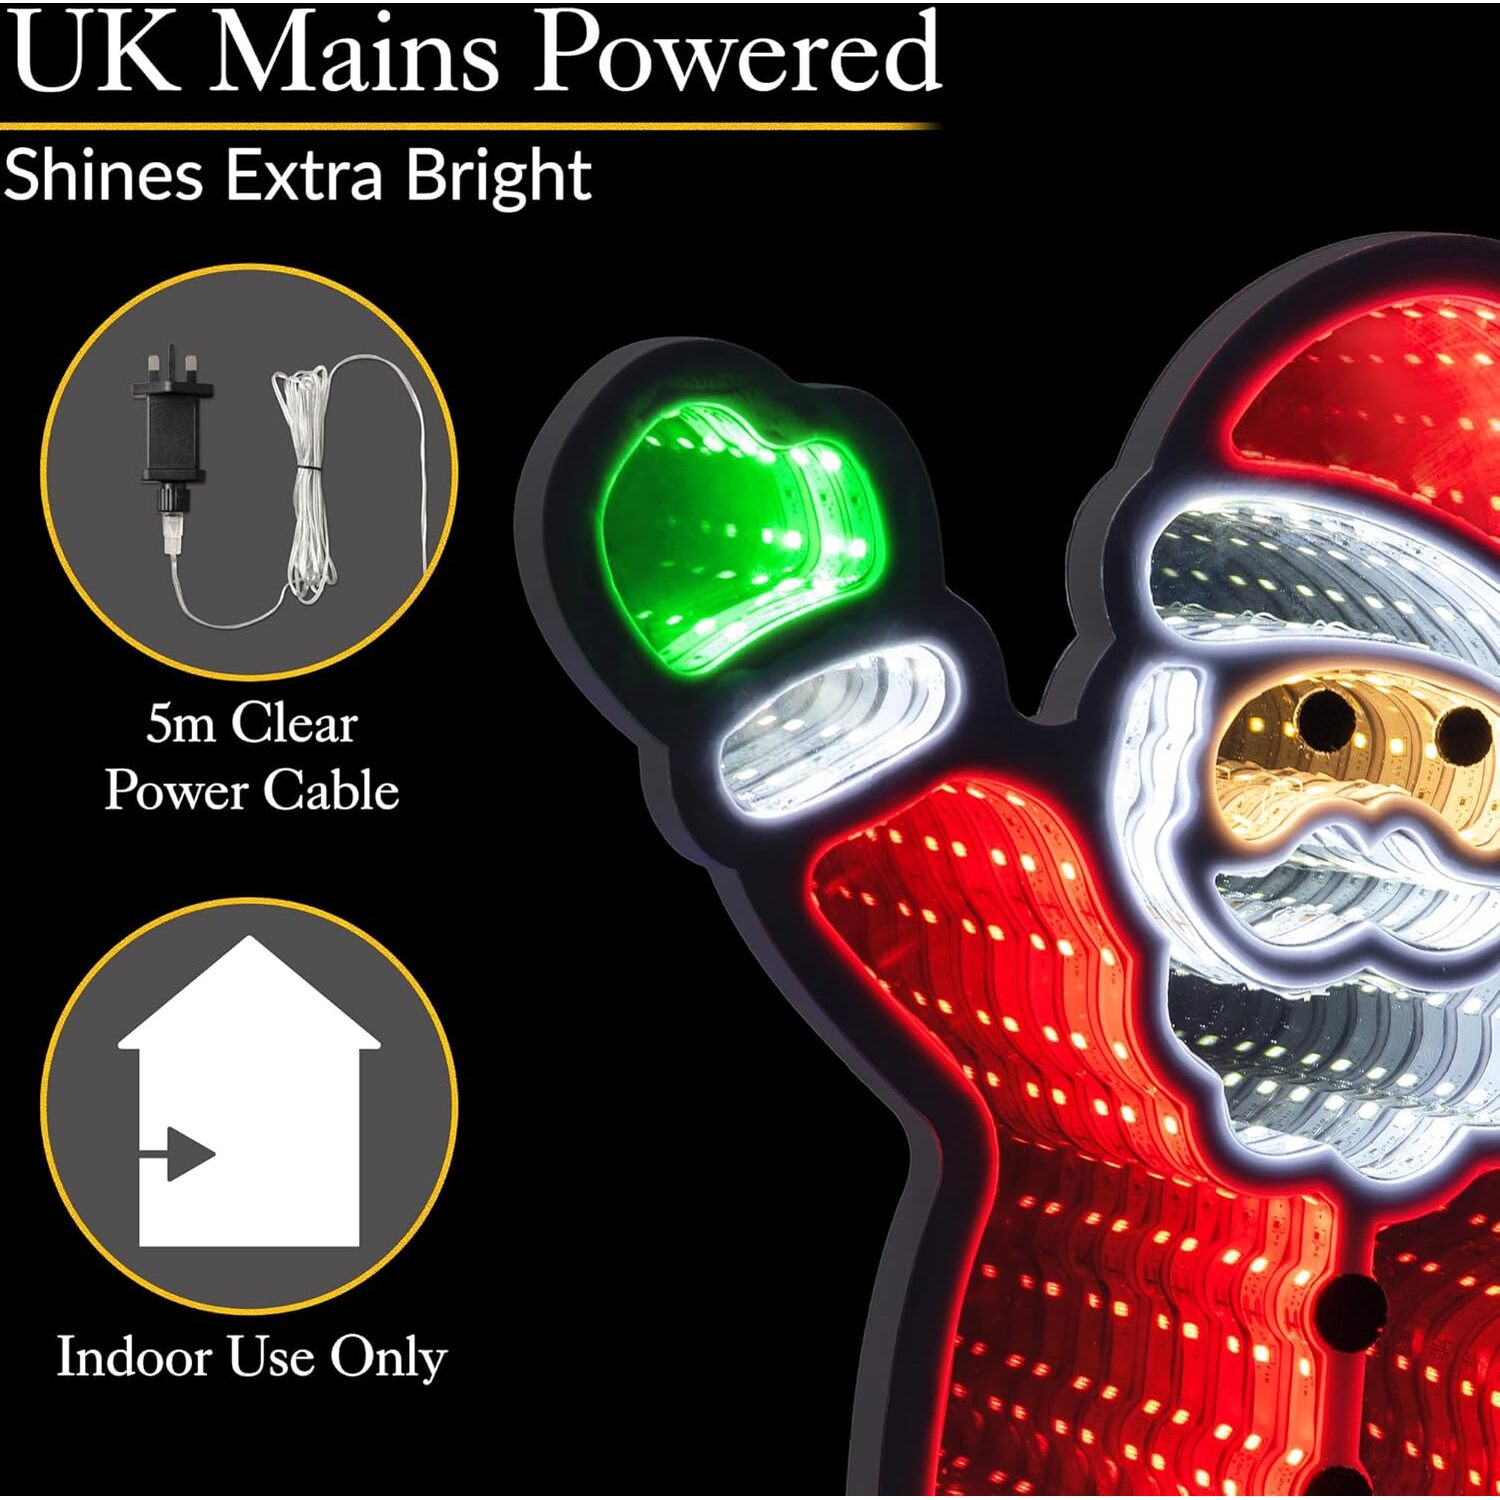 UK Mains Powered
Shines Extra Bright
5m Clear
Power Cable
Indoor Use Only